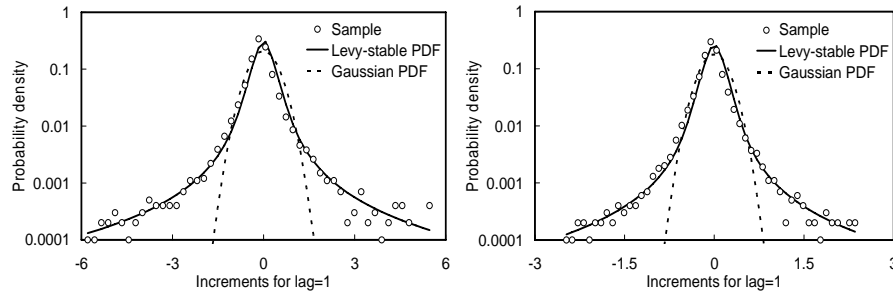 1
0.1
0.01
0.001
0.0001
Probability density
-6
-3
0
3
6
Increments for lag=1
Sample
Levy-stable PDF
Gaussian PDF
1
0.1
0.01
0.001
0.0001
Probability density
-3
-1.5
0
1.5
3
Increments for lag=1
Sample
Levy-stable PDF
Gaussian PDF